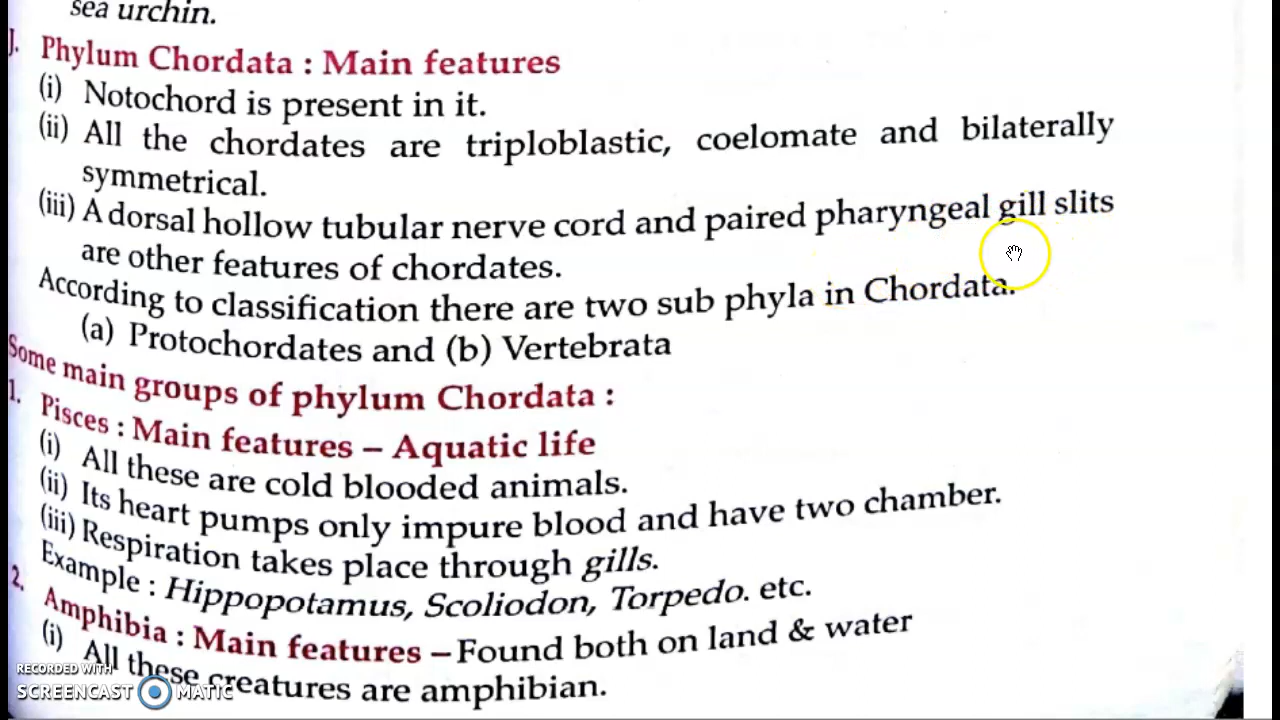 sea urchin.
J. Phylum Chordata : Main features
(i) Notochord is present in it.
(ii) All the chordates are triploblastic, coelomate and bilaterally
symmetrical.
(iii) A dorsal hollow tubular nerve cord and paired pharyngeal gill slits
are other features of chordates.
According to classification there are two sub phyla in Chordata.
(a) Protochordates and (b) Vertebrata
Some main groups of phylum Chordata :
1. Pisces : Main features – Aquatic life
(i) All these are cold blooded animals.
(ii) Its heart pumps only impure blood and have two chamber.
(iii) Respiration takes place through gills.
Example : Hippopotamus, Scoliodon, Torpedo. etc.
2. Amphibia : Main features – Found both on land & water
(i) All these creatures are amphibian.
RECORDED WITH
SCREENCAST MATIC